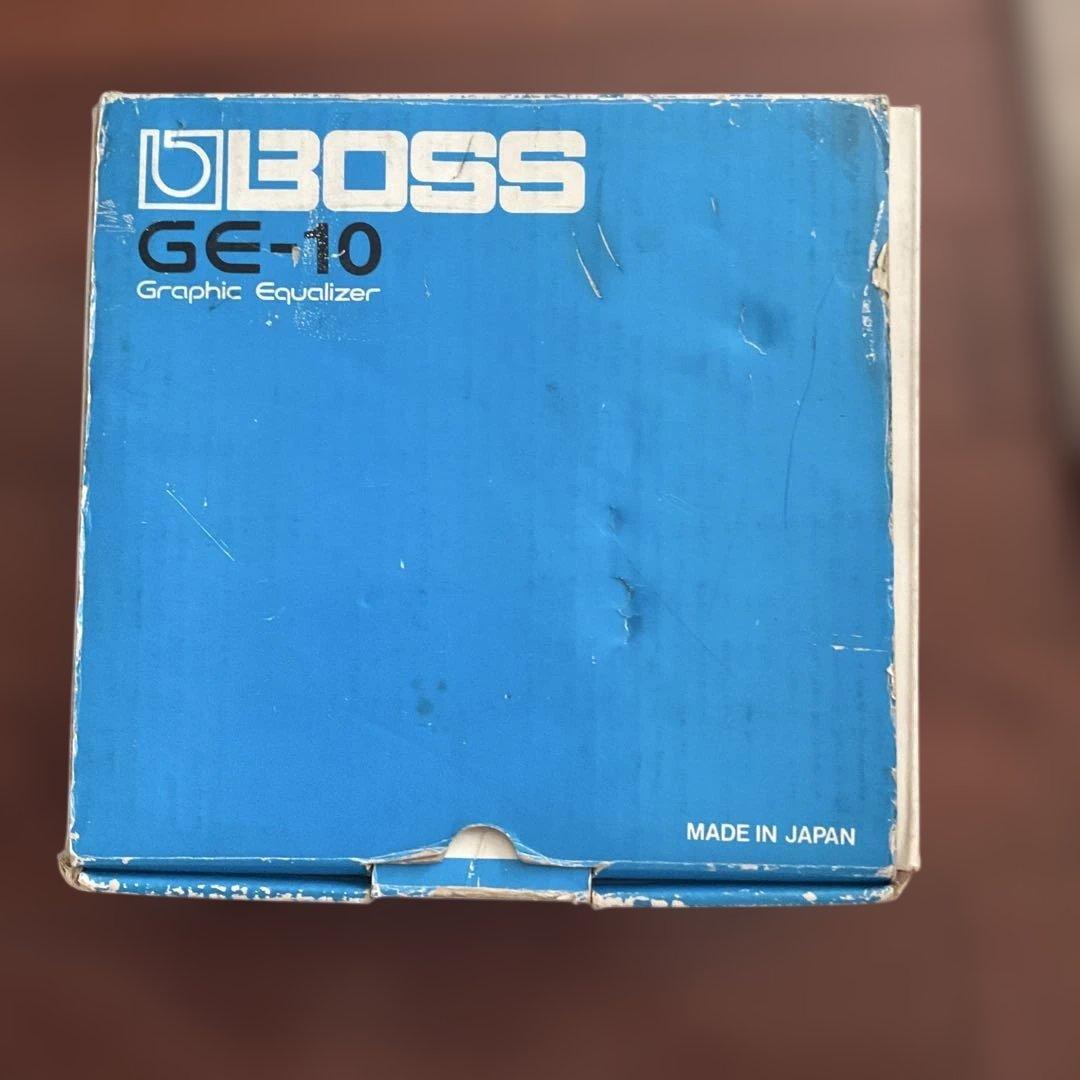 BOSS
GE-10
Graphic Equalizer
MADE IN JAPAN